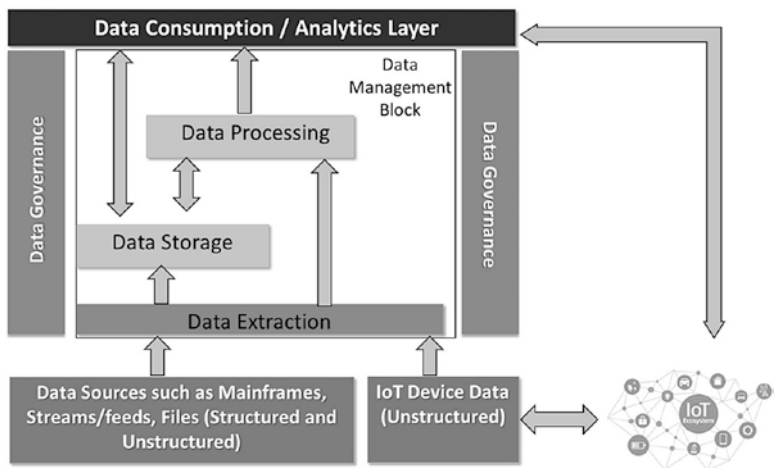 Data Consumption / Analytics Layer
Data Governance
Data
Management
Block
Data Processing
Data Governance
Data Storage
Data Extraction
Data Sources such as Mainframes,
Streams/feeds, Files (Structured and
Unstructured)
IoT Device Data
(Unstructured)
IoT
Ecosystem